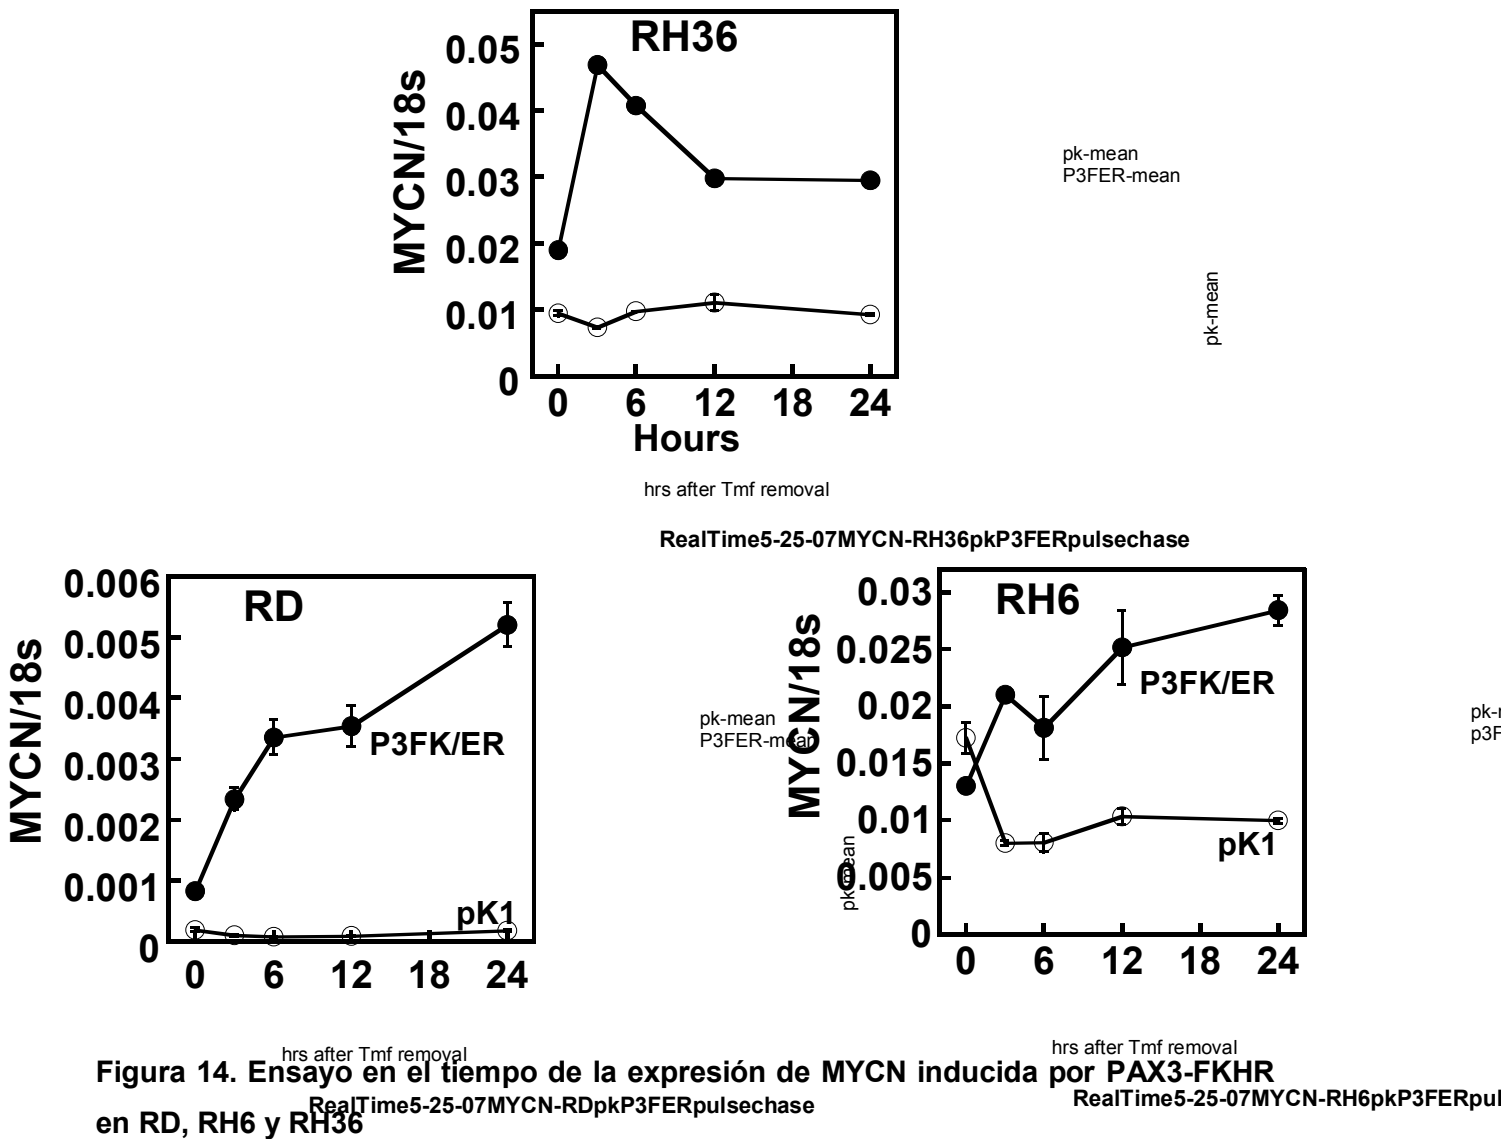 RH36
MYCN/18s
0.05
0.04
0.03
0.02
0.01
0
0 6 12 18 24
Hours
pk-mean
P3FER-mean
pk-mean
hrs after Tmf removal
RealTime5-25-07MYCN-RH36pkP3FERpulsechase
RD
MYCN/18s
0.006
0.005
0.004
0.003
0.002
0.001
0
P3FK/ER
pK1
0 6 12 18 24
pk-mean
P3FER-mean
pk-mean
hrs after Tmf removal
RealTime5-25-07MYCN-RDpkP3FERpulsechase
RH6
MYCN/18s
0.03
0.025
0.02
0.015
0.01
0.005
0
P3FK/ER
pK1
0 6 12 18 24
hrs after Tmf removal
RealTime5-25-07MYCN-RH6pkP3FERpul
Figura 14. Ensayo en el tiempo de la expresión de MYCN inducida por PAX3-FKHR
en RD, RH6 y RH36